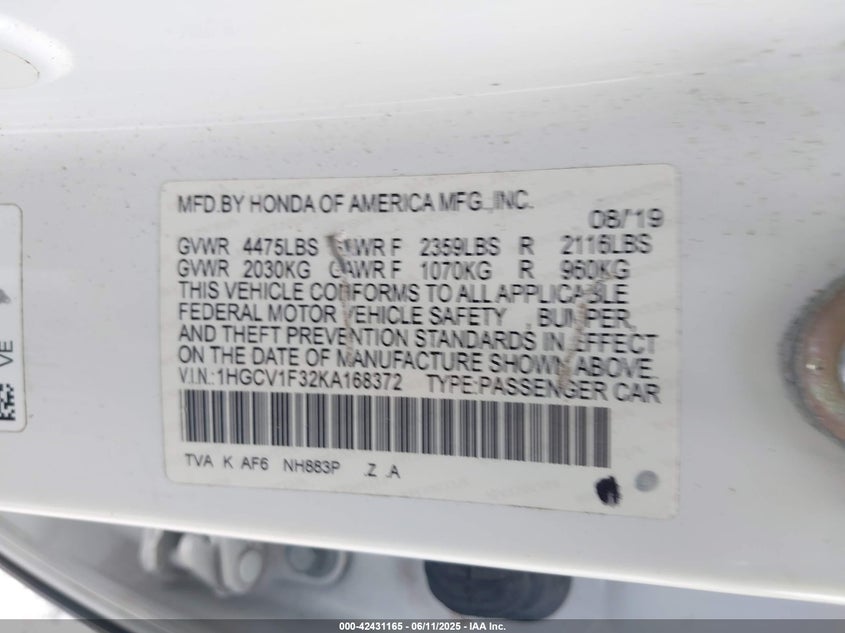 MFD.BY HONDA OF AMERICA MFG.,INC.
08/19
GVWR 4475LBS GAWR F 2359LBS R 2116LBS
GVWR 2030KG GAWR F 1070KG R 960KG
THIS VEHICLE CONFORMS TO ALL APPLICABLE
FEDERAL MOTOR VEHICLE SAFETY , BUMPER,
AND THEFT PREVENTION STANDARDS IN EFFECT
ON THE DATE OF MANUFACTURE SHOWN ABOVE.
V.I.N.:1HGCV1F32KA168372 TYPE:PASSENGER CAR
TVA K AF6 NH883P .Z .A
VE
000-42431165 - 06/11/2025 - IAA Inc.